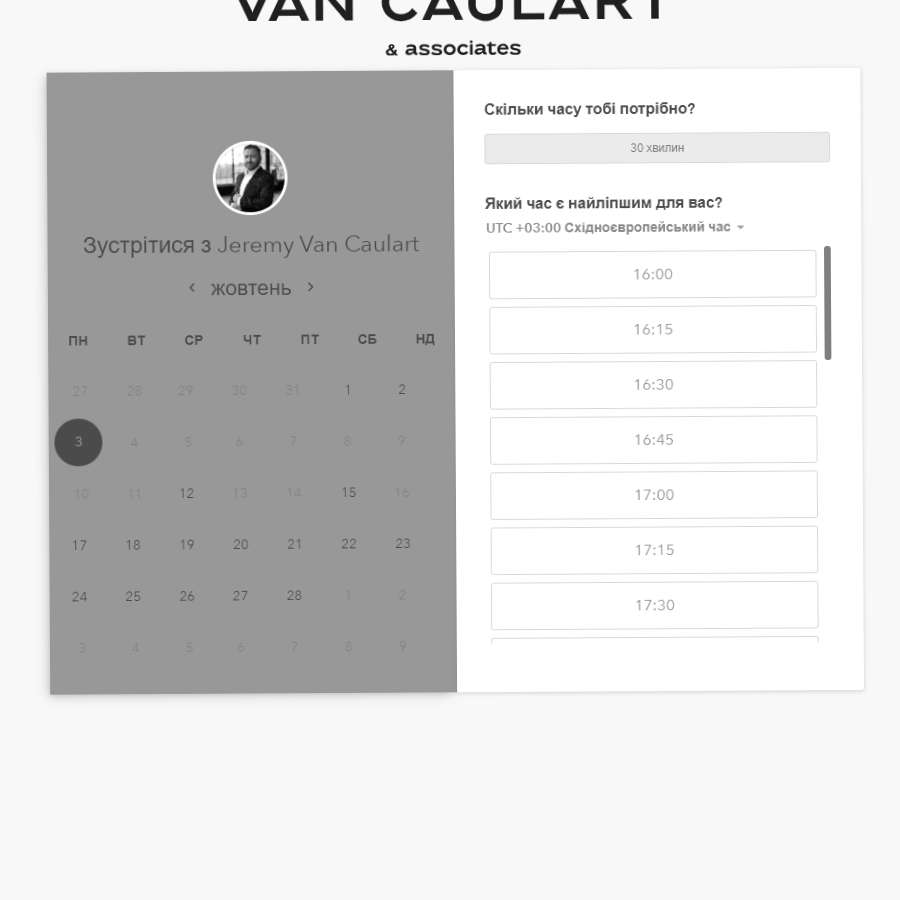 VAN CAULART
& associates
Зустрітися з Jeremy Van Caulart
жовтень
ПН ВТ СР ЧТ ПТ СБ НД
27 28 29 30 31 1 2
3 4 5 6 7 8 9
10 11 12 13 14 15 16
17 18 19 20 21 22 23
24 25 26 27 28 1 2
3 4 5 6 7 8 9
Скільки часу тобі потрібно?
30 хвилин
Який час є найліпшим для вас?
UTC +03:00 Східноєвропейський час
16:00
16:15
16:30
16:45
17:00
17:15
17:30